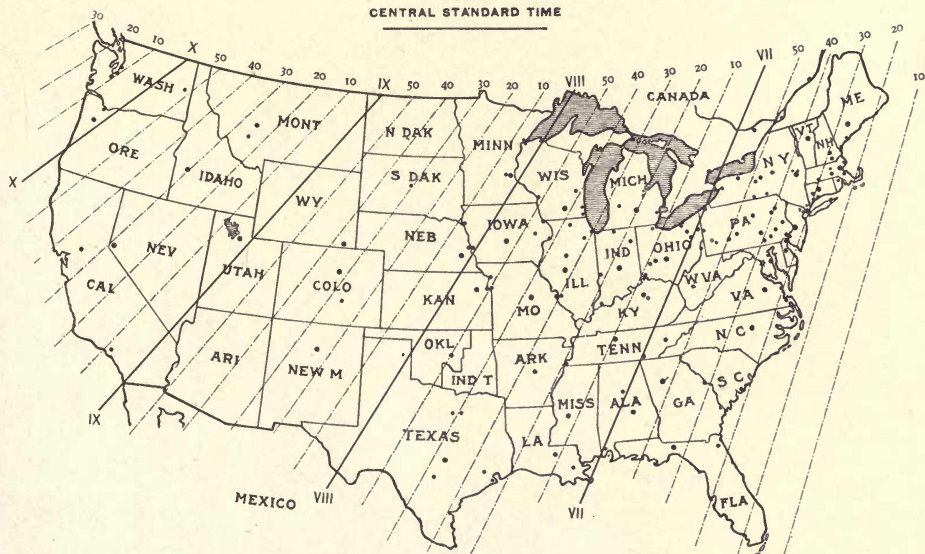 CENTRAL STANDARD TIME
30 20 10 X 50 40 30 20 10 IX 50 40 30 20 10 VIII 50 40 30 20 10 VII 50 40 30 20 10
CANADA
WASH
MONT
N DAK
MINN
ME
VT
NH
ORE
IDAHO
S DAK
WIS
MICH
N Y
X
WY
IOWA
PA
NEB
NEV
UTAH
IND
OHIO
ILL
W VA
COLO
CAL
KAN
MO
KY
VA
N C
OKL
TENN
ARI
NEW M
IND T
ARK
S C
IX
MISS
ALA
GA
TEXAS
LA
MEXICO
VIII
VII
FLA